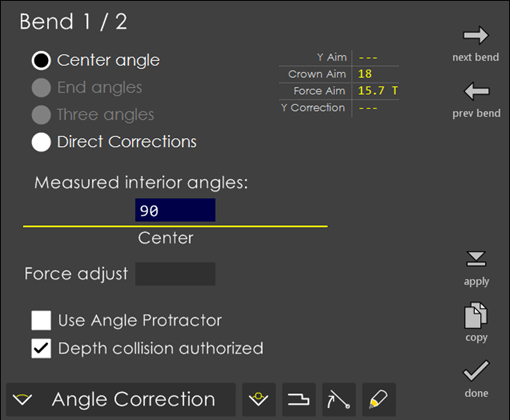 Bend 1 / 2
Center angle
End angles
Three angles
Direct Corrections
Y Aim ---
Crown Aim 18
Force Aim 15.7 T
Y Correction ---
next bend
prev bend
Measured interior angles:
90
Center
Force adjust
Use Angle Protractor
Depth collision authorized
apply
copy
done
Angle Correction